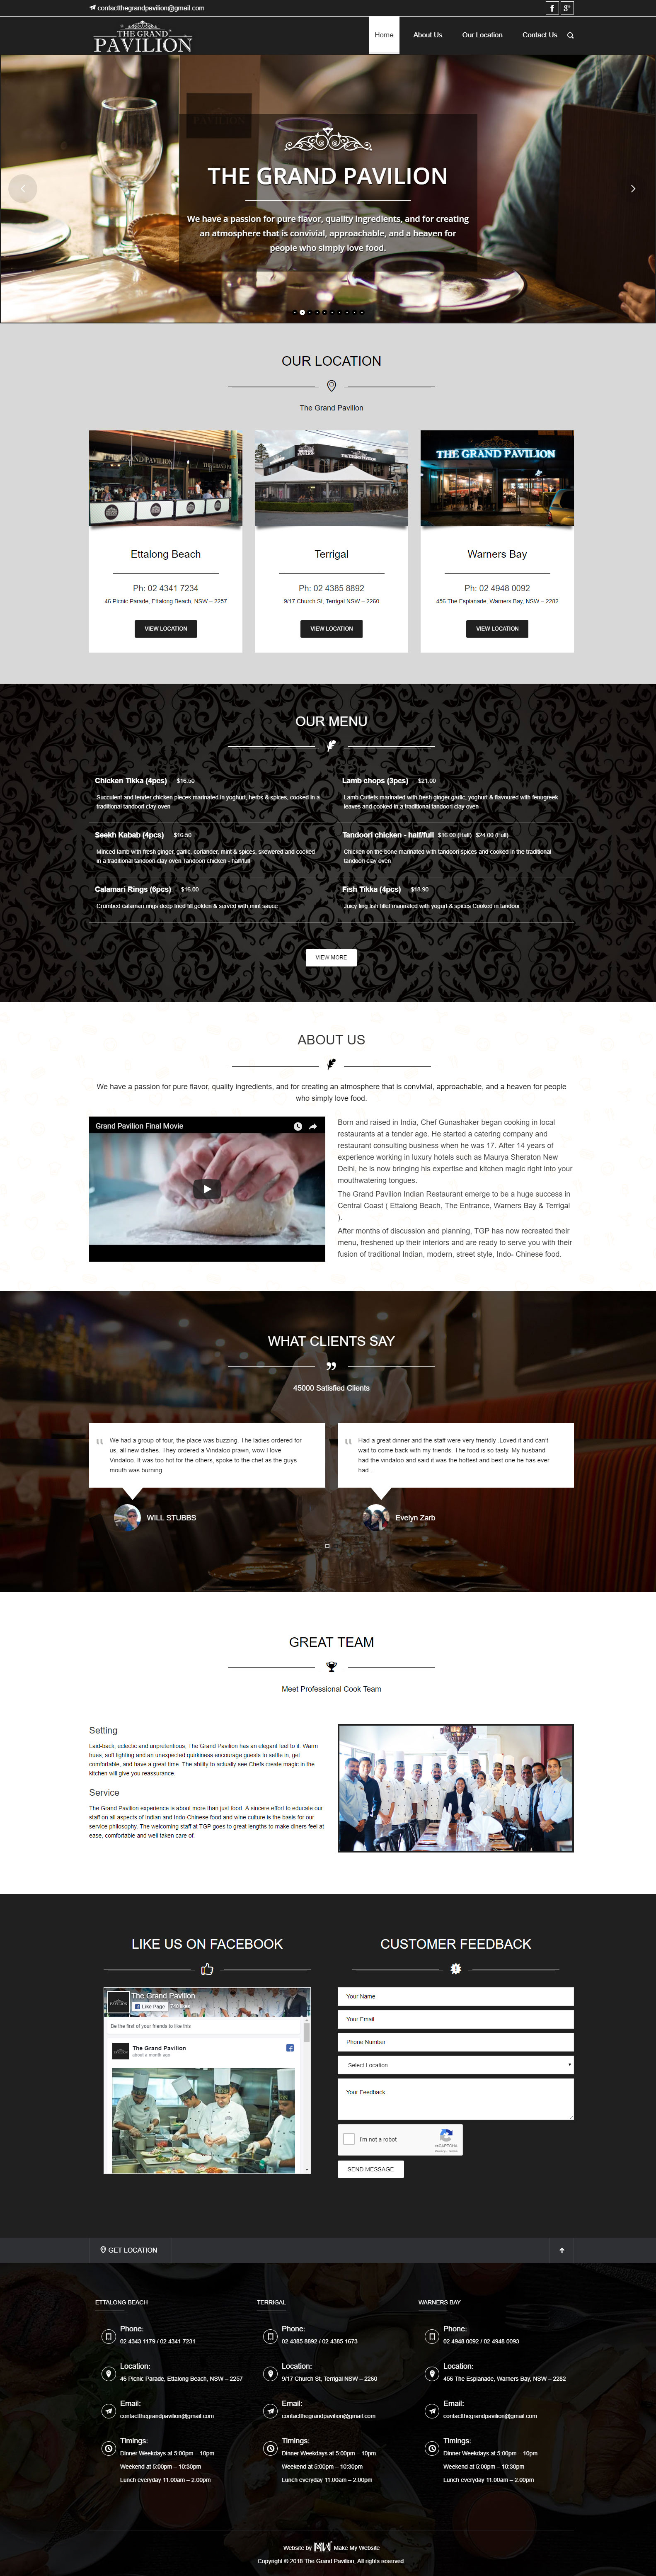 contactthegrandpavilion@gmail.com
THE GRAND
PAVILION
Home
About Us
Our Location
Contact Us
THE GRAND PAVILION
We have a passion for pure flavor, quality ingredients, and for creating
an atmosphere that is convivial, approachable, and a heaven for
people who simply love food.
OUR LOCATION
The Grand Pavilion
THE GRAND PAVILION
Ettalong Beach
Ph: 02 4341 7234
46 Picnic Parade, Ettalong Beach, NSW – 2257
VIEW LOCATION
Terrigal
Ph: 02 4385 8892
9/17 Church St, Terrigal NSW – 2260
VIEW LOCATION
Warners Bay
Ph: 02 4948 0092
456 The Esplanade, Warners Bay, NSW – 2282
VIEW LOCATION
OUR MENU
Chicken Tikka (4pcs) $16.50
Succulent and tender chicken pieces marinated in yoghurt, herbs & spices, cooked in a
traditional tandoori clay oven
Lamb chops (3pcs) $21.00
Lamb Cutlets marinated with fresh ginger garlic, yoghurt & flavoured with fenugreek
leaves and cooked in a traditional tandoori clay oven
Seekh Kabab (4pcs) $16.50
Minced lamb with fresh ginger, garlic, coriander, mint & spices, skewered and cooked
in a traditional tandoori clay oven Tandoori chicken - half/full
Tandoori chicken - half/full $16.00 (Half) $24.00 (Full)
Chicken on the bone marinated with tandoori spices and cooked in the traditional
tandoori clay oven
Calamari Rings (6pcs) $16.00
Crumbed calamari rings deep fried till golden & served with mint sauce
Fish Tikka (4pcs) $18.90
Juicy ling fish fillet marinated with yogurt & spices Cooked in tandoor
VIEW MORE
ABOUT US
We have a passion for pure flavor, quality ingredients, and for creating an atmosphere that is convivial, approachable, and a heaven for people
who simply love food.
Grand Pavilion Final Movie
Born and raised in India, Chef Gunashaker began cooking in local
restaurants at a tender age. He started a catering company and
restaurant consulting business when he was 17. After 14 years of
experience working in luxury hotels such as Maurya Sheraton New
Delhi, he is now bringing his expertise and kitchen magic right into your
mouthwatering tongues.
The Grand Pavilion Indian Restaurant emerge to be a huge success in
Central Coast ( Ettalong Beach, The Entrance, Warners Bay & Terrigal
).
After months of discussion and planning, TGP has now recreated their
menu, freshened up their interiors and are ready to serve you with their
fusion of traditional Indian, modern, street style, Indo- Chinese food.
WHAT CLIENTS SAY
45000 Satisfied Clients
We had a group of four, the place was buzzing. The ladies ordered for
us, all new dishes. They ordered a Vindaloo prawn, wow I love
Vindaloo. It was too hot for the others, spoke to the chef as the guys
mouth was burning
WILL STUBBS
Had a great dinner and the staff were very friendly. Loved it and can't
wait to come back with my friends. The food is so tasty. My husband
had the vindaloo and said it was the hottest and best one he has ever
had .
Evelyn Zarb
GREAT TEAM
Meet Professional Cook Team
Setting
Laid-back, eclectic and unpretentious, The Grand Pavilion has an elegant feel to it. Warm
hues, soft lighting and an unexpected quirkiness encourage guests to settle in, get
comfortable, and have a great time. The ability to actually see Chefs create magic in the
kitchen will give you reassurance.
Service
The Grand Pavilion experience is about more than just food. A sincere effort to educate our
staff on all aspects of Indian and Indo-Chinese food and wine culture is the basis for our
service philosophy. The welcoming staff at TGP goes to great lengths to make diners feel at
ease, comfortable and well taken care of.
LIKE US ON FACEBOOK
The Grand Pavilion
Like Page
Be the first of your friends to like this
The Grand Pavilion
about a month ago
CUSTOMER FEEDBACK
Your Name
Your Email
Phone Number
Select Location
Your Feedback
I'm not a robot
reCAPTCHA
Privacy - Terms
SEND MESSAGE
GET LOCATION
ETTALONG BEACH
Phone:
02 4343 1179 / 02 4341 7231
Location:
46 Picnic Parade, Ettalong Beach, NSW – 2257
Email:
contactthegrandpavilion@gmail.com
Timings:
Dinner Weekdays at 5:00pm – 10pm
Weekend at 5:00pm – 10:30pm
Lunch everyday 11.00am – 2.00pm
TERRIGAL
Phone:
02 4385 8892 / 02 4385 1673
Location:
9/17 Church St, Terrigal NSW – 2260
Email:
contactthegrandpavilion@gmail.com
Timings:
Dinner Weekdays at 5:00pm – 10pm
Weekend at 5:00pm – 10:30pm
Lunch everyday 11.00am – 2.00pm
WARNERS BAY
Phone:
02 4948 0092 / 02 4948 0093
Location:
456 The Esplanade, Warners Bay, NSW – 2282
Email:
contactthegrandpavilion@gmail.com
Timings:
Dinner Weekdays at 5:00pm – 10pm
Weekend at 5:00pm – 10:30pm
Lunch everyday 11.00am – 2.00pm
Website by Make My Website
Copyright © 2018 The Grand Pavilion, All rights reserved.